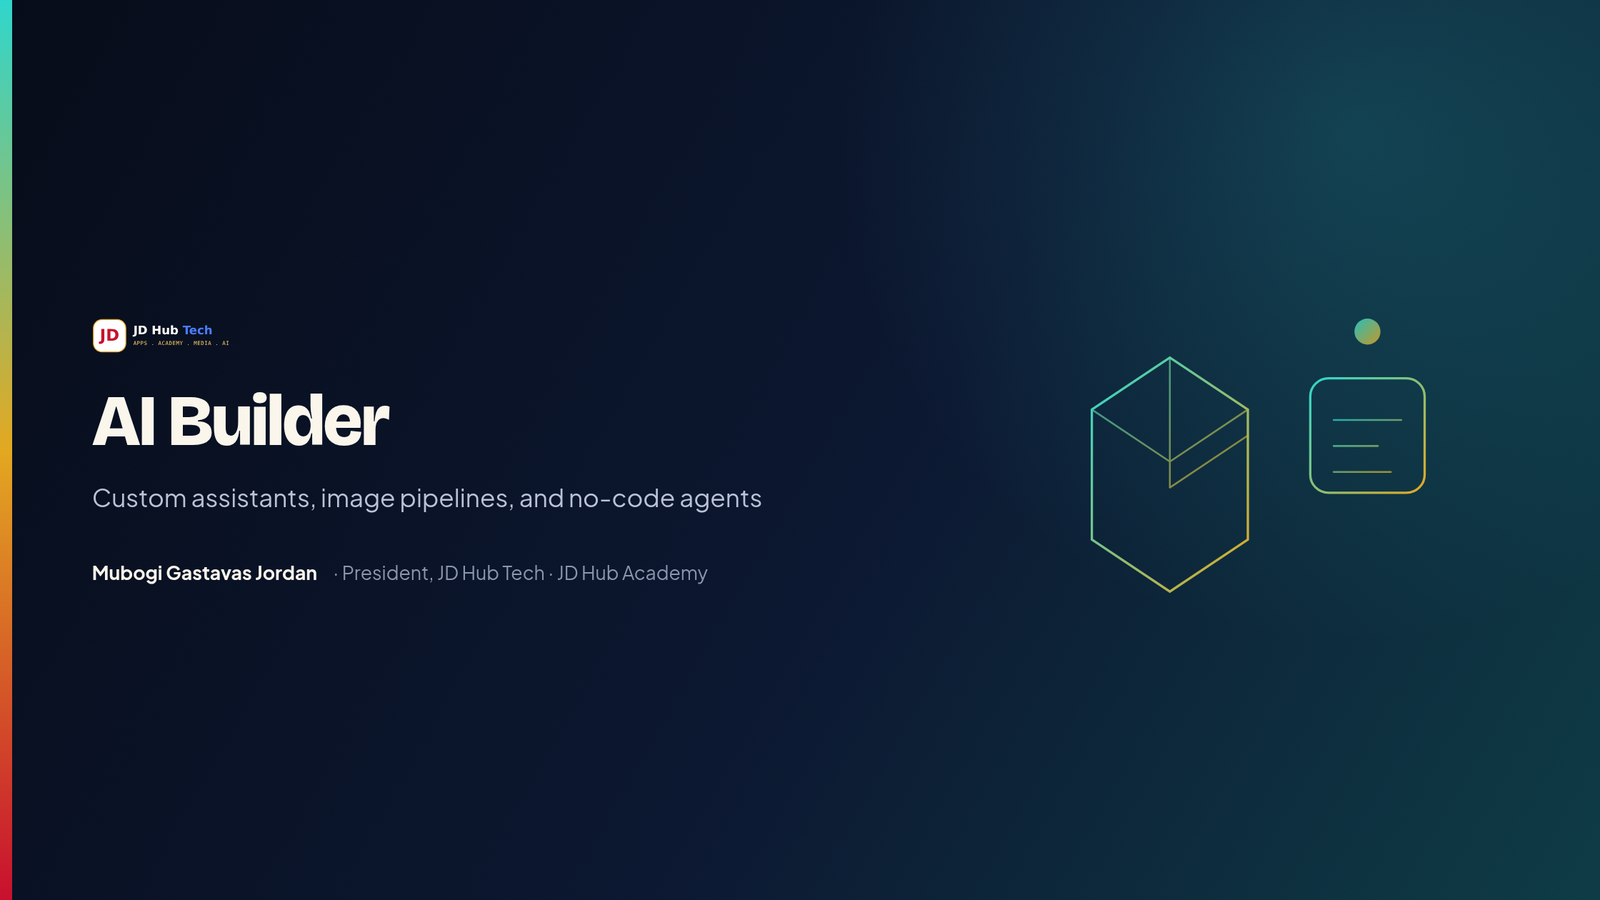 JD
JD Hub Tech
APPS . ACADEMY . MEDIA . AI
AI Builder
Custom assistants, image pipelines, and no-code agents
Mubogi Gastavas Jordan · President, JD Hub Tech · JD Hub Academy